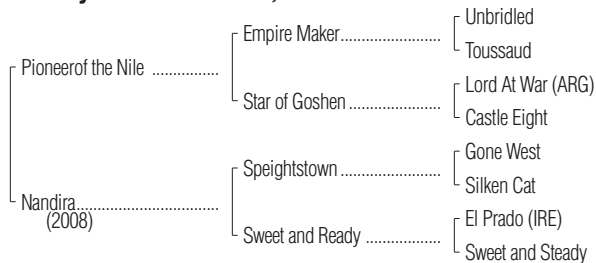 Unbridled
Empire Maker....................
Toussaud
Pioneerof the Nile ................
Lord At War (ARG)
Star of Goshen ...................
Castle Eight
Gone West
Speightstown ....................
Silken Cat
Nandira...........................
(2008)
El Prado (IRE)
Sweet and Ready ................
Sweet and Steady